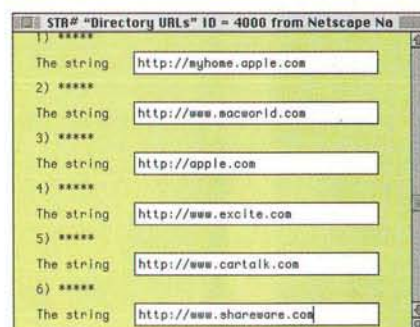 STR# “Directory URLs” ID = 4000 from Netscape Na
1) *****
The string http://myhome.apple.com
2) *****
The string http://www.macworld.com
3) *****
The string http://apple.com
4) *****
The string http://www.excite.com
5) *****
The string http://www.cartalk.com
6) *****
The string http://www.shareware.com